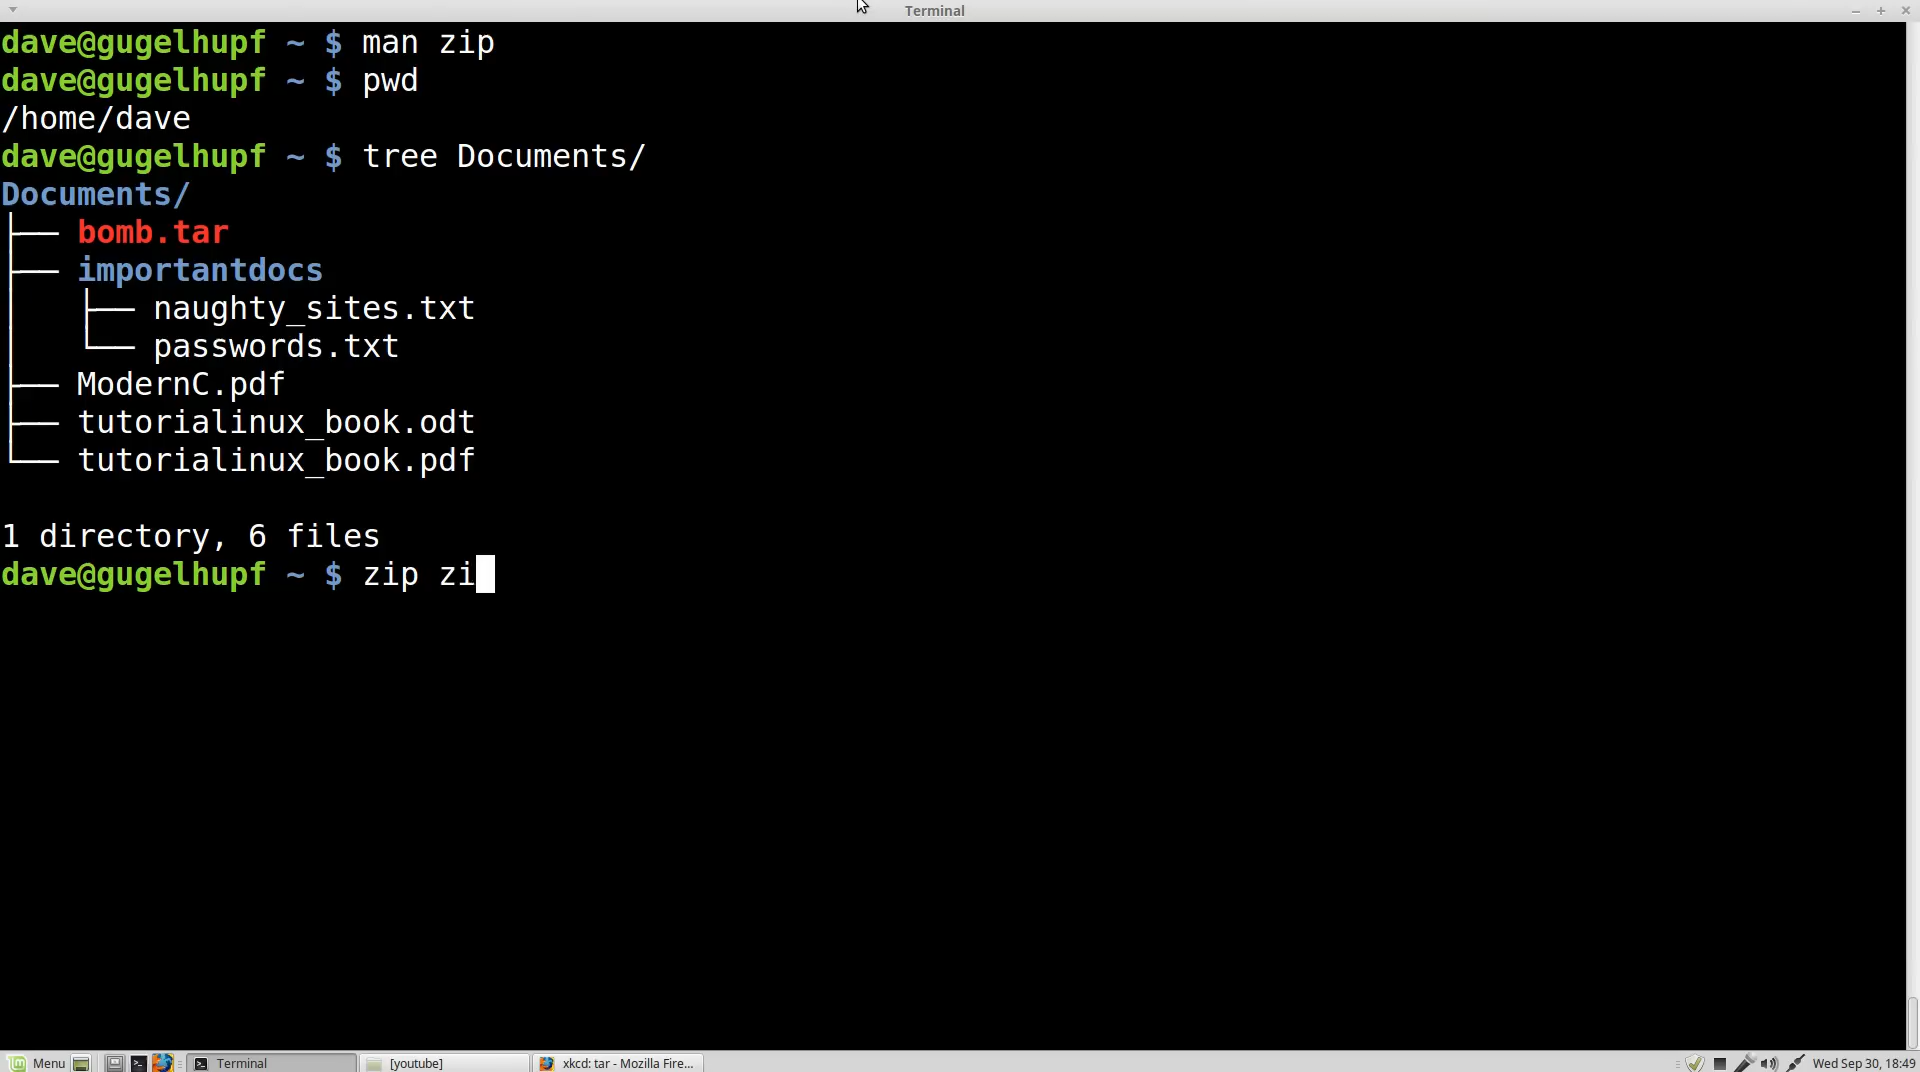 Terminal
dave@gugelhupf ~ $ man zip
dave@gugelhupf ~ $ pwd
/home/dave
dave@gugelhupf ~ $ tree Documents/
Documents/
├── bomb.tar
├── importantdocs
│   ├── naughty_sites.txt
│   └── passwords.txt
├── ModernC.pdf
├── tutorialinux_book.odt
└── tutorialinux_book.pdf
1 directory, 6 files
dave@gugelhupf ~ $ zip zi
Menu Terminal [youtube] xkcd: tar - Mozilla Fire... Wed Sep 30, 18:49